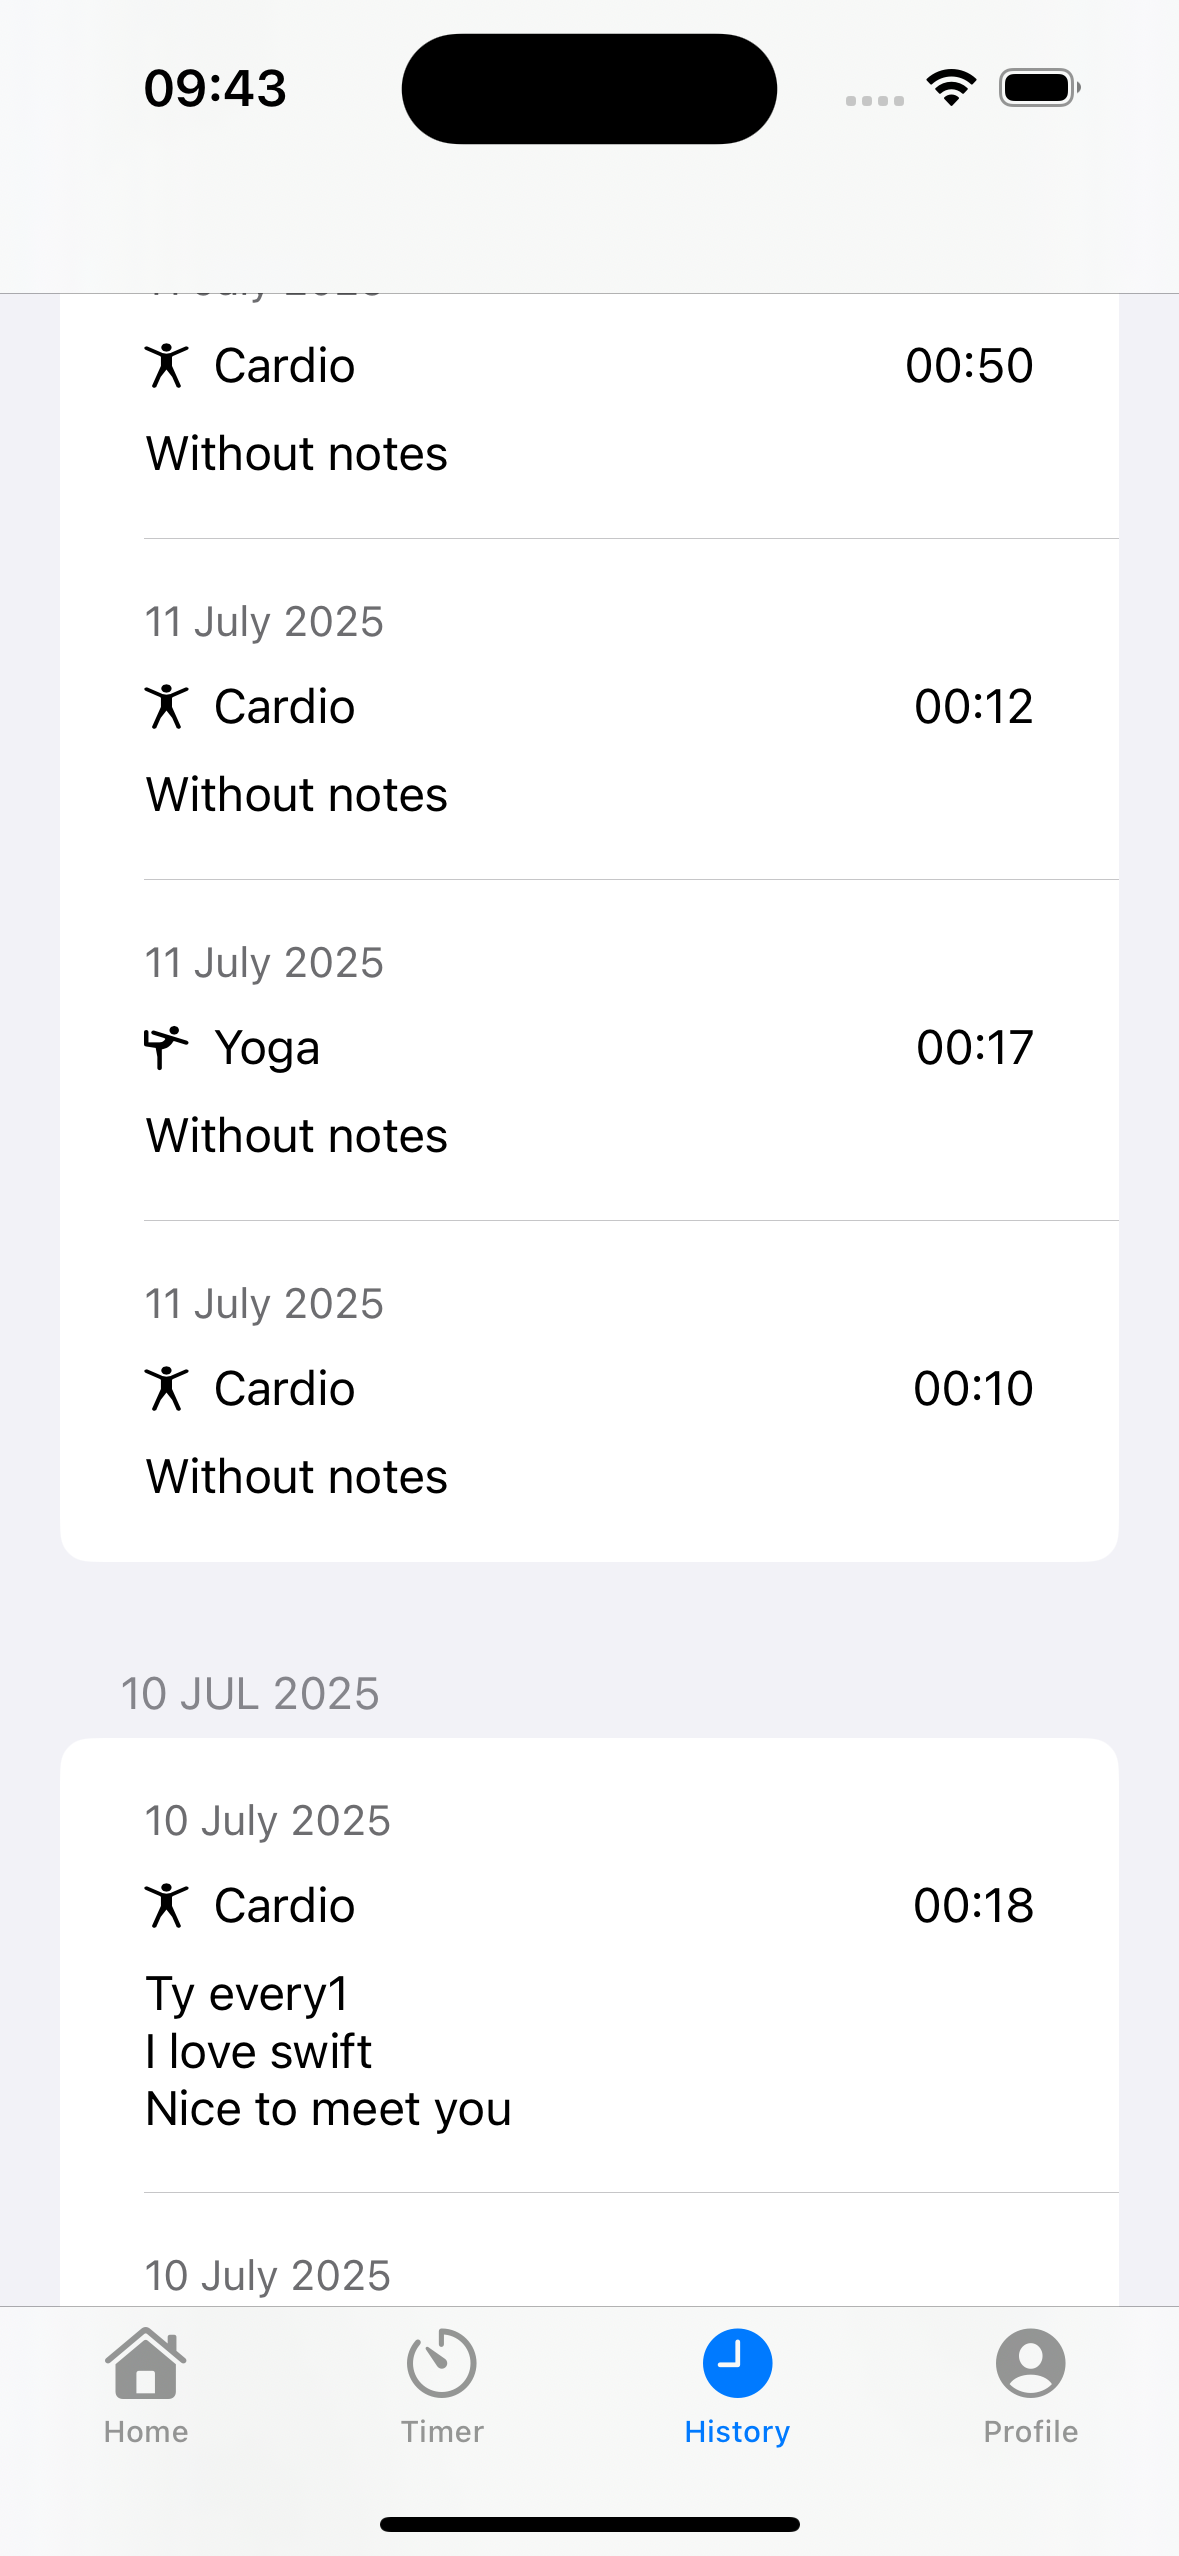 09:43
Cardio 00:50
Without notes
11 July 2025
Cardio 00:12
Without notes
11 July 2025
Yoga 00:17
Without notes
11 July 2025
Cardio 00:10
Without notes
10 JUL 2025
10 July 2025
Cardio 00:18
Ty every1
I love swift
Nice to meet you
10 July 2025
Home Timer History Profile